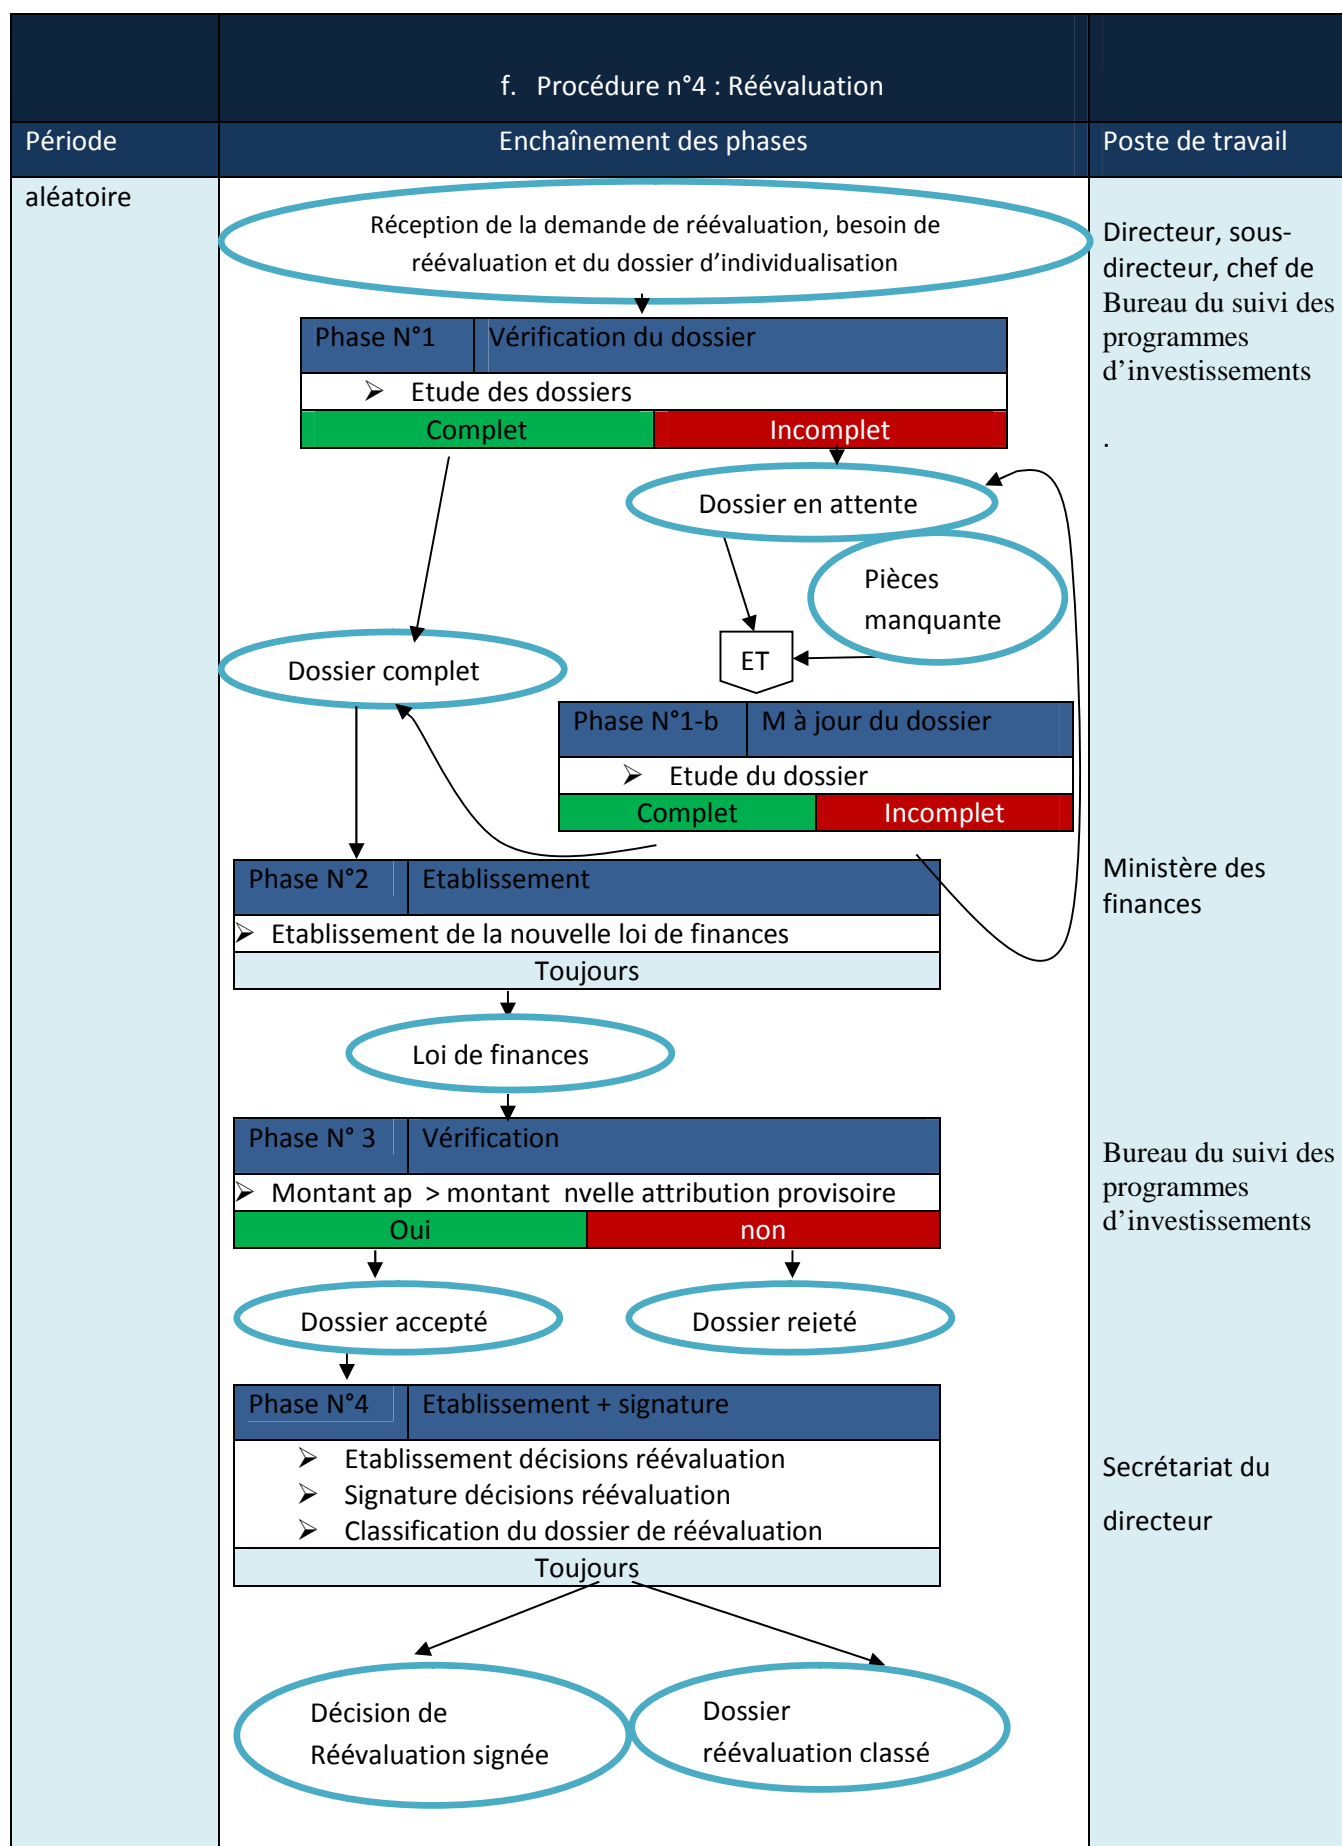 f. Procédure n°4 : Réévaluation
Période
Enchaînement des phases
Poste de travail
aléatoire
Réception de la demande de réévaluation, besoin de
réévaluation et du dossier d’individualisation
Directeur, sous-
directeur, chef de
Bureau du suivi des
programmes
d’investissements
.
Phase N°1
Vérification du dossier
➢ Etude des dossiers
Complet
Incomplet
Dossier en attente
Pièces
manquante
ET
Dossier complet
Phase N°1-b
M à jour du dossier
➢ Etude du dossier
Complet
Incomplet
Phase N°2
Etablissement
➢ Etablissement de la nouvelle loi de finances
Toujours
Ministère des
finances
Loi de finances
Phase N° 3
Vérification
➢ Montant ap > montant nvelle attribution provisoire
Oui
non
Bureau du suivi des
programmes
d’investissements
Dossier accepté
Dossier rejeté
Phase N°4
Etablissement + signature
➢ Etablissement décisions réévaluation
➢ Signature décisions réévaluation
➢ Classification du dossier de réévaluation
Toujours
Secrétariat du
directeur
Décision de
Réévaluation signée
Dossier
réévaluation classé